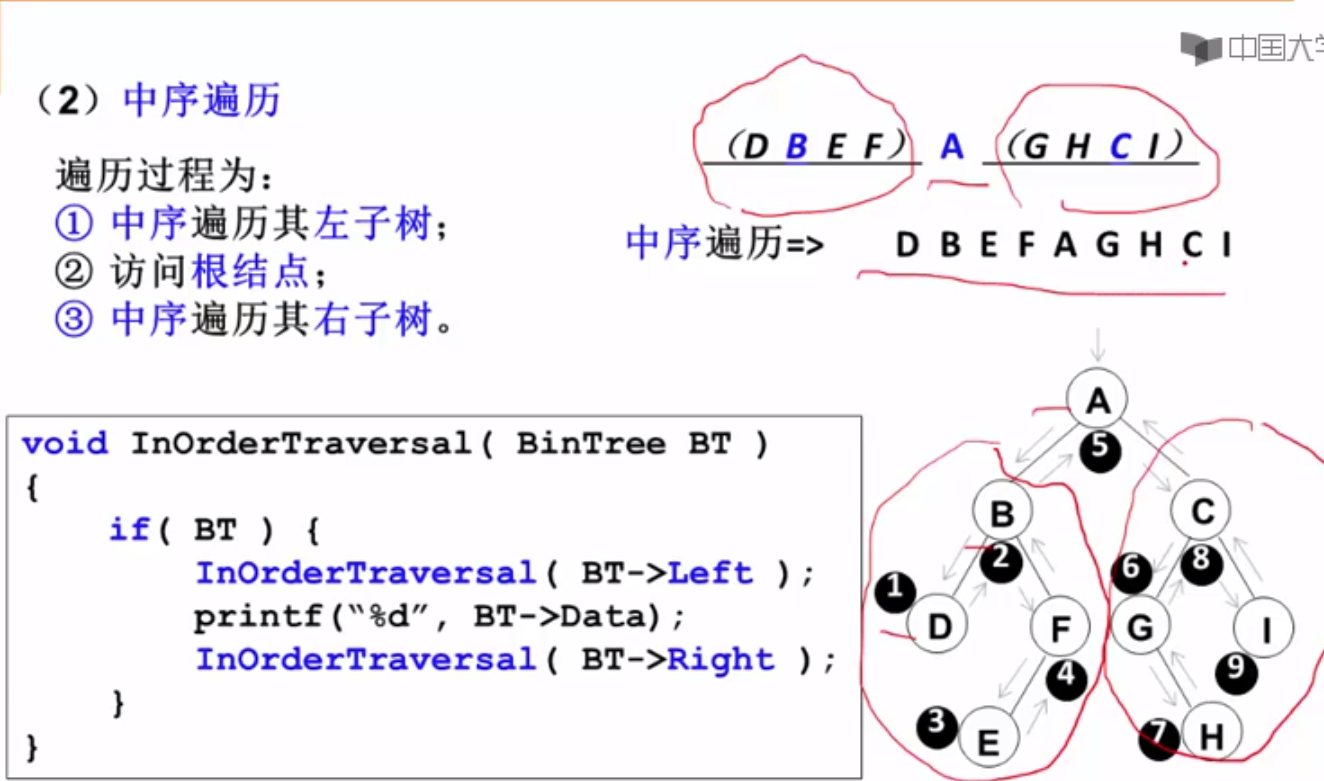 中国大
（2）中序遍历
遍历过程为：
① 中序遍历其左子树；
② 访问根结点；
③ 中序遍历其右子树。
（D B E F） A （G H C I）
中序遍历=> D B E F A G H C I
void InOrderTraversal( BinTree BT )
{
if( BT ) {
InOrderTraversal( BT->Left );
printf(“%d”, BT->Data);
InOrderTraversal( BT->Right );
}
}
A
5
B C
2 6 8
1
D F G I
4 9
3 E 7 H